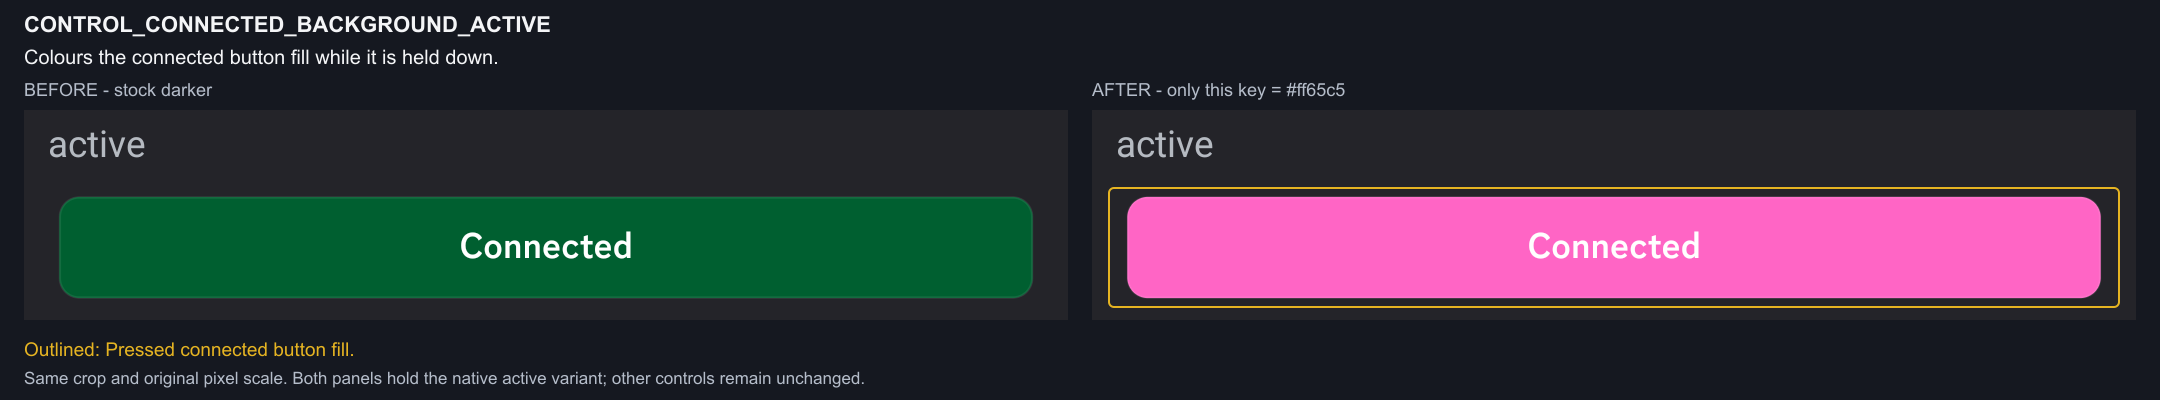 CONTROL_CONNECTED_BACKGROUND_ACTIVE
Colours the connected button fill while it is held down.
BEFORE - stock darker
active
Connected
AFTER - only this key = #ff65c5
active
Connected
Outlined: Pressed connected button fill.
Same crop and original pixel scale. Both panels hold the native active variant; other controls remain unchanged.